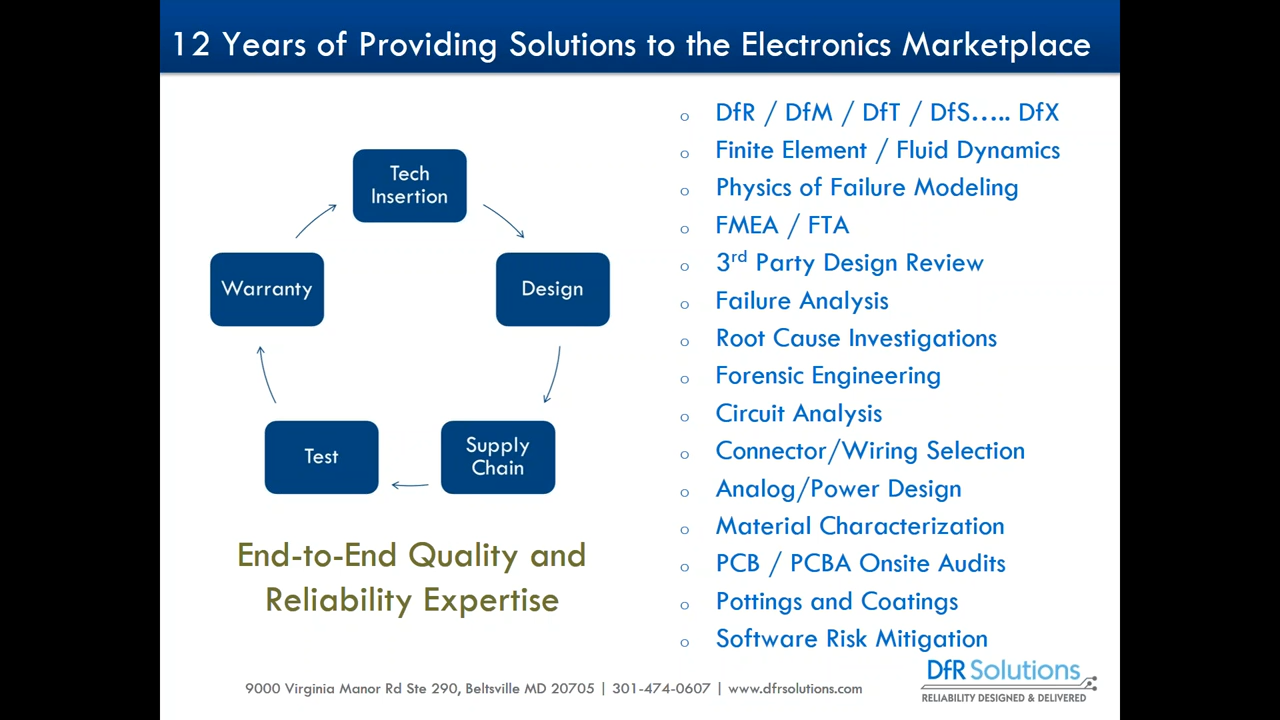 12 Years of Providing Solutions to the Electronics Marketplace
Tech
Insertion
Design
Supply
Chain
Test
Warranty
End-to-End Quality and
Reliability Expertise
DfR / DfM / DfT / DfS..... DfX
Finite Element / Fluid Dynamics
Physics of Failure Modeling
FMEA / FTA
3rd Party Design Review
Failure Analysis
Root Cause Investigations
Forensic Engineering
Circuit Analysis
Connector/Wiring Selection
Analog/Power Design
Material Characterization
PCB / PCBA Onsite Audits
Pottings and Coatings
Software Risk Mitigation
9000 Virginia Manor Rd Ste 290, Beltsville MD 20705 | 301-474-0607 | www.dfrsolutions.com
DfR Solutions
RELIABILITY DESIGNED & DELIVERED